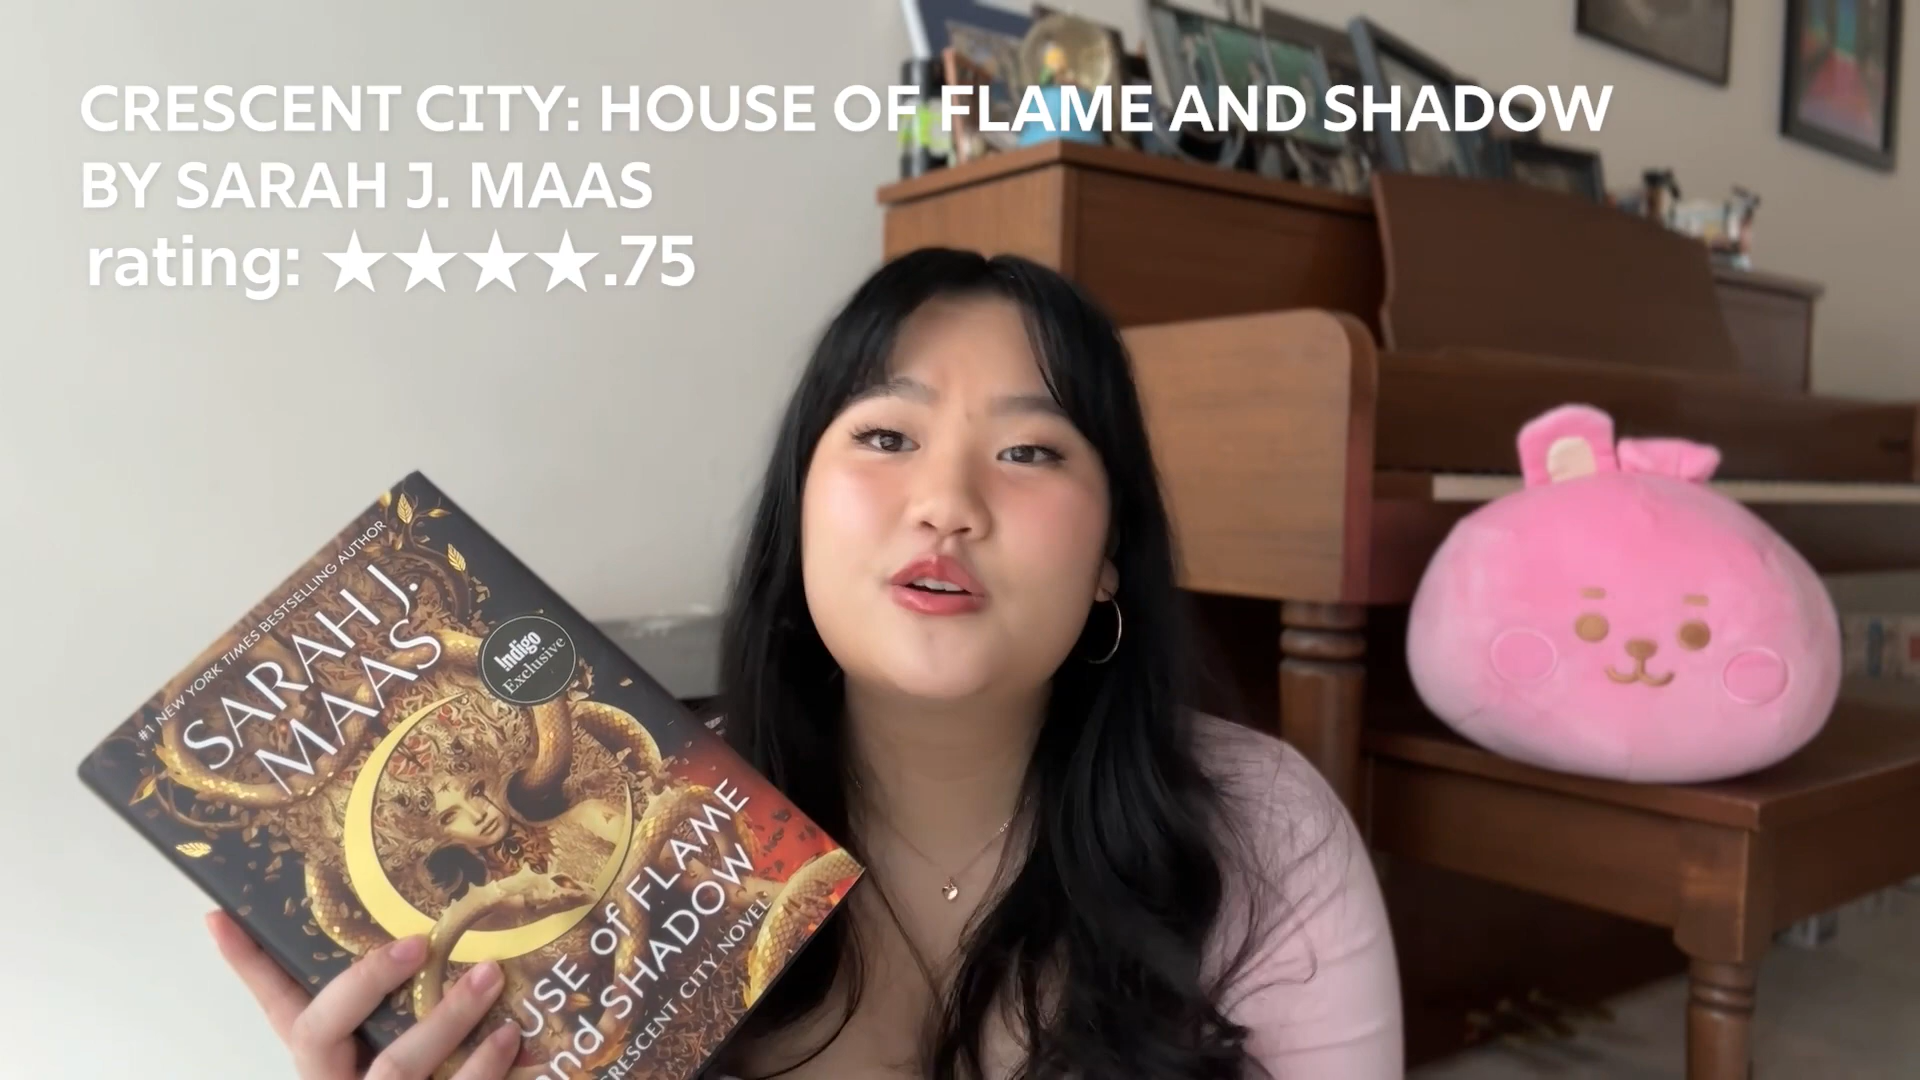 CRESCENT CITY: HOUSE OF FLAME AND SHADOW
BY SARAH J. MAAS
rating: ★★★★.75
#1 NEW YORK TIMES BESTSELLING AUTHOR
SARAH J.
MAAS
Indigo
Exclusive
USE of FLAME
and SHADOW
CRESCENT CITY NOVEL